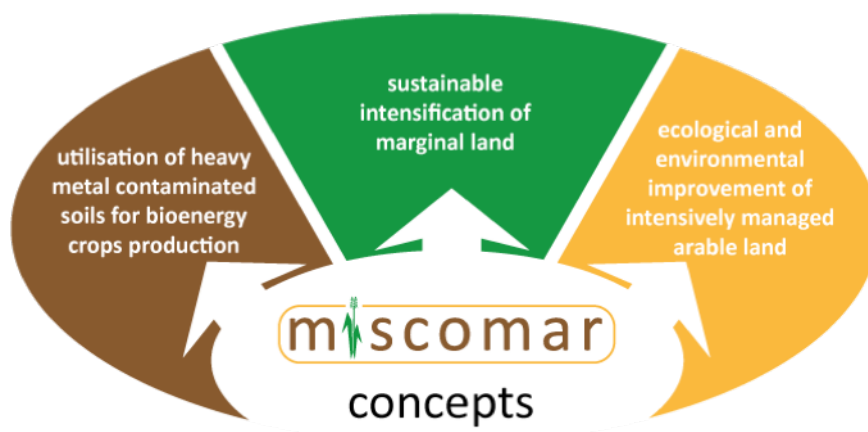 utilisation of heavy
metal contaminated
soils for bioenergy
crops production
sustainable
intensification of
marginal land
ecological and
environmental
improvement of
intensively managed
arable land
miscomar
concepts